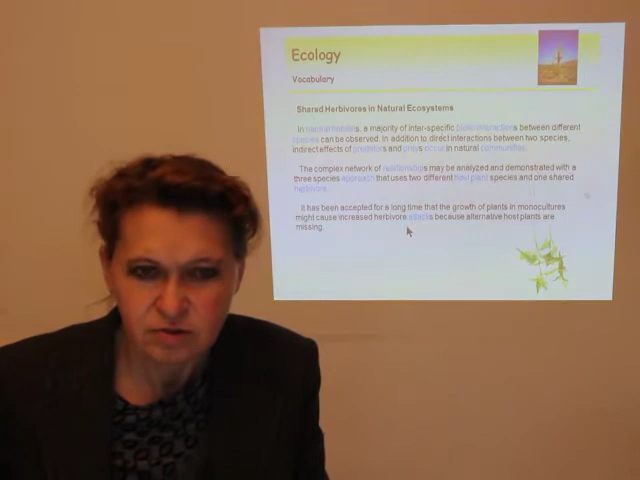 Ecology
Vocabulary
Shared Herbivores in Natural Ecosystems
In natural habitats, a majority of inter-specific biotic interactions between different
species can be observed. In addition to direct interactions between two species,
indirect effects of predators and preys occur in natural communities.
The complex network of relationships may be analyzed and demonstrated with a
three species approach that uses two different host plant species and one shared
herbivore.
It has been accepted for a long time that the growth of plants in monocultures
might cause increased herbivore attacks because alternative host plants are
missing.